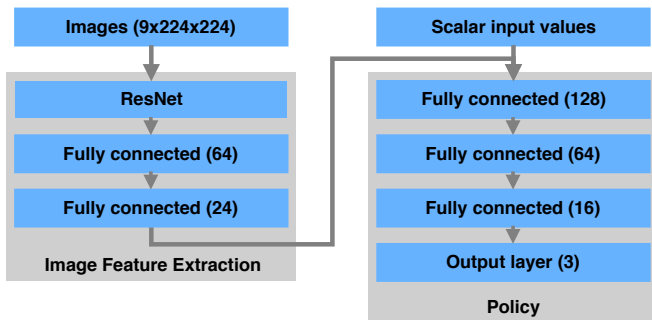 Images (9x224x224)
ResNet
Fully connected (64)
Fully connected (24)
Image Feature Extraction
Scalar input values
Fully connected (128)
Fully connected (64)
Fully connected (16)
Output layer (3)
Policy